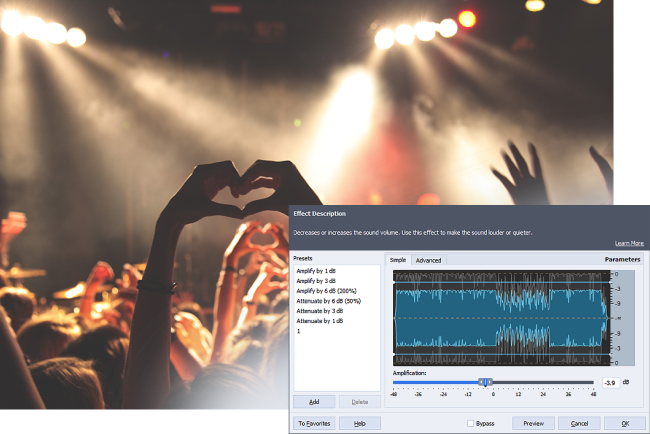 Effect Description
Decreases or increases the sound volume. Use this effect to make the sound louder or quieter.
Learn More
Presets
Amplify by 1 dB
Amplify by 3 dB
Amplify by 6 dB (200%)
Attenuate by 6 dB (50%)
Attenuate by 3 dB
Attenuate by 1 dB
1
Add
Delete
Simple
Advanced
Parameters
0
-3
-9
-∞
-9
-3
0
Amplification:
-3.9 dB
-48 -36 -24 -12 0 12 24 36 48
To Favorites
Help
Bypass
Preview
Cancel
OK